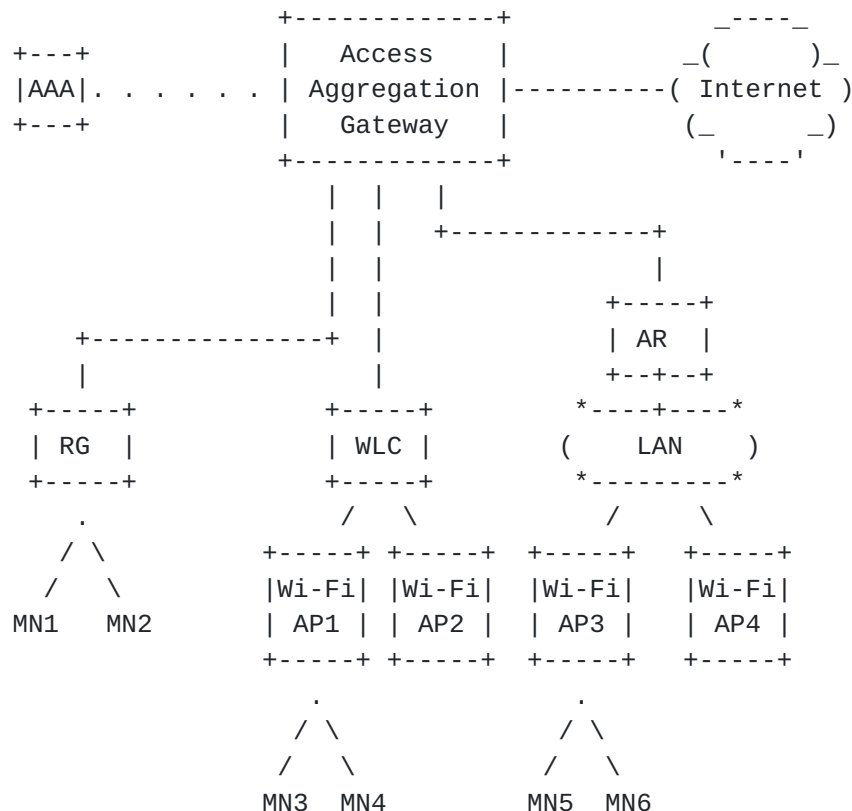 Access
AAA Aggregation Internet
Gateway
AR
RG WLC LAN
Wi-Fi Wi-Fi Wi-Fi Wi-Fi
MN1 MN2 AP1 AP2 AP3 AP4
MN3 MN4 MN5 MN6